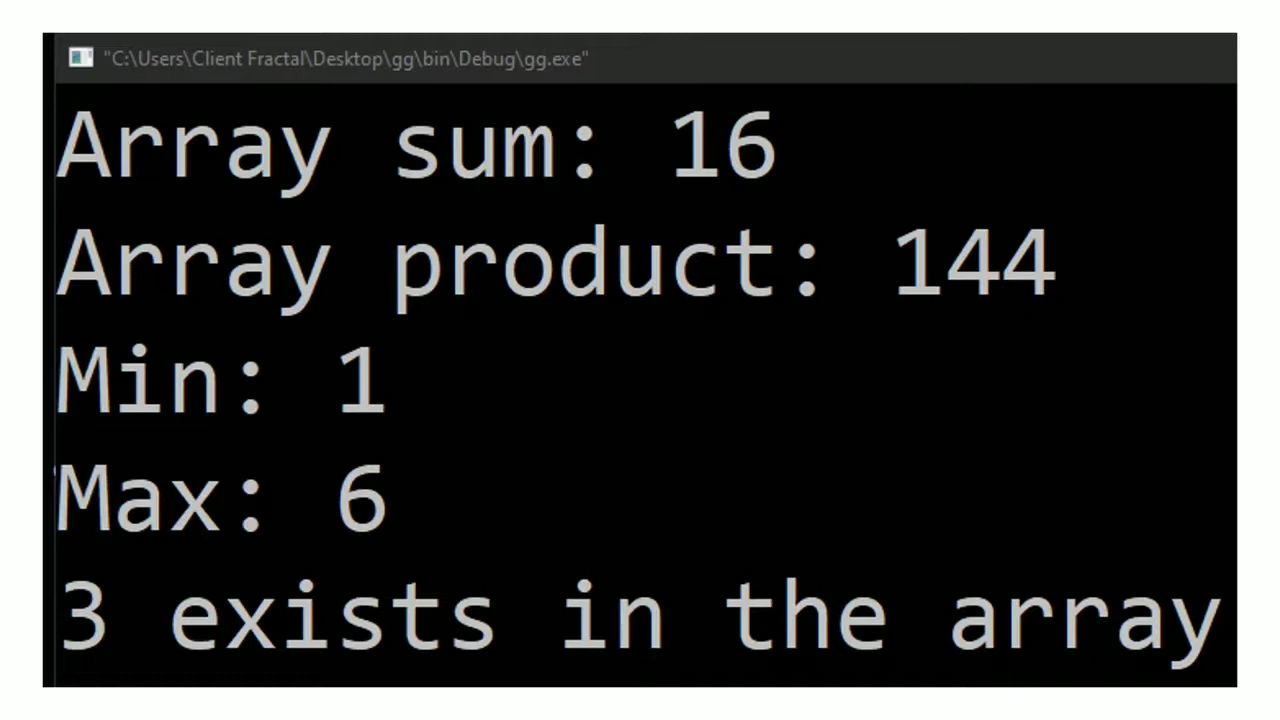 "C:\Users\Client Fractal\Desktop\gg\bin\Debug\gg.exe"
Array sum: 16
Array product: 144
Min: 1
Max: 6
3 exists in the array